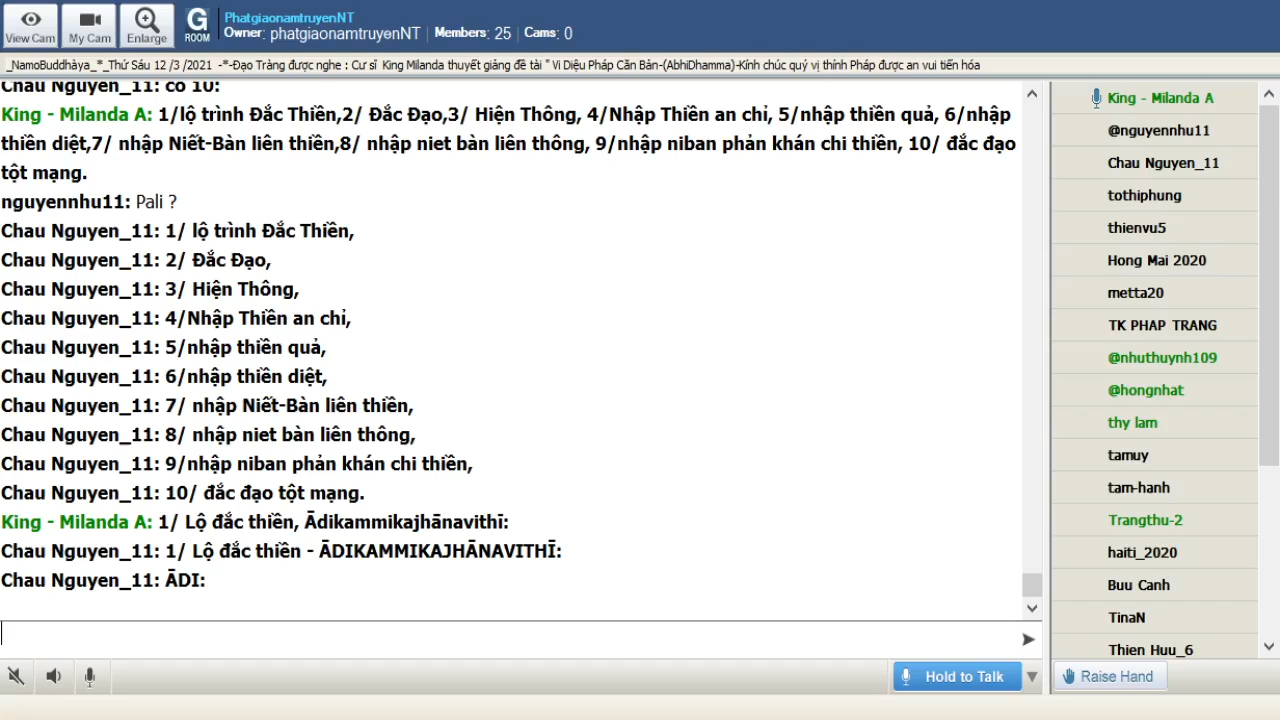 View Cam
My Cam
Enlarge
G
ROOM
PhatgiaonamtruyenNT
Owner: phatgiaonamtruyenNT | Members: 25 | Cams: 0
_NamoBuddhàya_*_Thứ Sáu 12 /3 /2021 -*-Đạo Tràng được nghe : Cư sĩ King Milanda thuyết giảng đề tài " Vi Diệu Pháp Căn Bản-(AbhiDhamma)-Kính chúc quý vị thính Pháp được an vui tiến hóa
Chau Nguyen_11: có 10:
King - Milanda A: 1/lộ trình Đắc Thiền,2/ Đắc Đạo,3/ Hiện Thông, 4/Nhập Thiền an chỉ, 5/nhập thiền quả, 6/nhập
thiền diệt,7/ nhập Niết-Bàn liên thiền,8/ nhập niet bàn liên thông, 9/nhập niban phản khán chi thiền, 10/ đắc đạo
tột mạng.
nguyennhu11: Pali ?
Chau Nguyen_11: 1/ lộ trình Đắc Thiền,
Chau Nguyen_11: 2/ Đắc Đạo,
Chau Nguyen_11: 3/ Hiện Thông,
Chau Nguyen_11: 4/Nhập Thiền an chỉ,
Chau Nguyen_11: 5/nhập thiền quả,
Chau Nguyen_11: 6/nhập thiền diệt,
Chau Nguyen_11: 7/ nhập Niết-Bàn liên thiền,
Chau Nguyen_11: 8/ nhập niet bàn liên thông,
Chau Nguyen_11: 9/nhập niban phản khán chi thiền,
Chau Nguyen_11: 10/ đắc đạo tột mạng.
King - Milanda A: 1/ Lộ đắc thiền, Ādikammikajhānavithī:
Chau Nguyen_11: 1/ Lộ đắc thiền - ĀDIKAMMIKAJHĀNAVITHĪ:
Chau Nguyen_11: ĀDI:
King - Milanda A
@nguyennhu11
Chau Nguyen_11
tothiphung
thienvu5
Hong Mai 2020
metta20
TK PHAP TRANG
@nhuthuynh109
@hongnhat
thy lam
tamuy
tam-hanh
Trangthu-2
haiti_2020
Buu Canh
TinaN
Thien Huu_6
Hold to Talk
Raise Hand